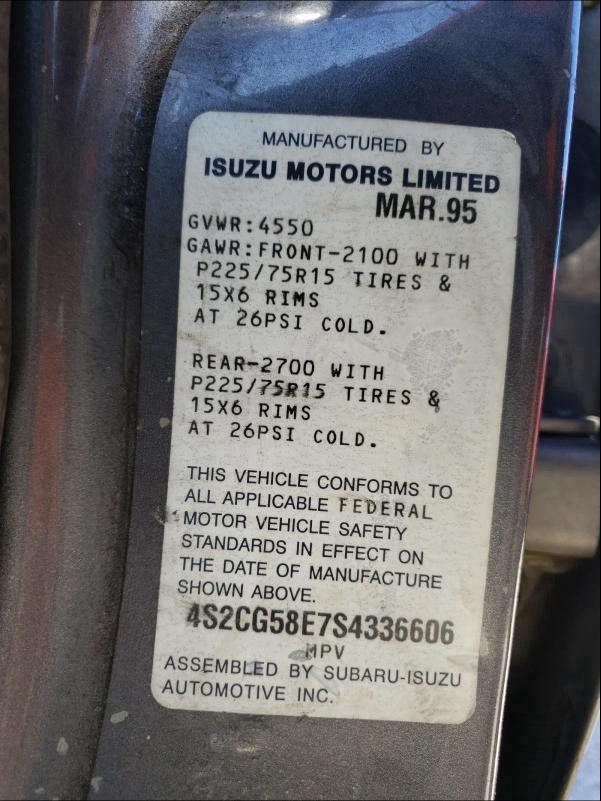 MANUFACTURED BY
ISUZU MOTORS LIMITED
MAR.95
GVWR:4550
GAWR:FRONT-2100 WITH
P225/75R15 TIRES &
15X6 RIMS
AT 26PSI COLD.
REAR-2700 WITH
P225/75R15 TIRES &
15X6 RIMS
AT 26PSI COLD.
THIS VEHICLE CONFORMS TO
ALL APPLICABLE FEDERAL
MOTOR VEHICLE SAFETY
STANDARDS IN EFFECT ON
THE DATE OF MANUFACTURE
SHOWN ABOVE.
4S2CG58E7S4336606
MPV
ASSEMBLED BY SUBARU-ISUZU
AUTOMOTIVE INC.